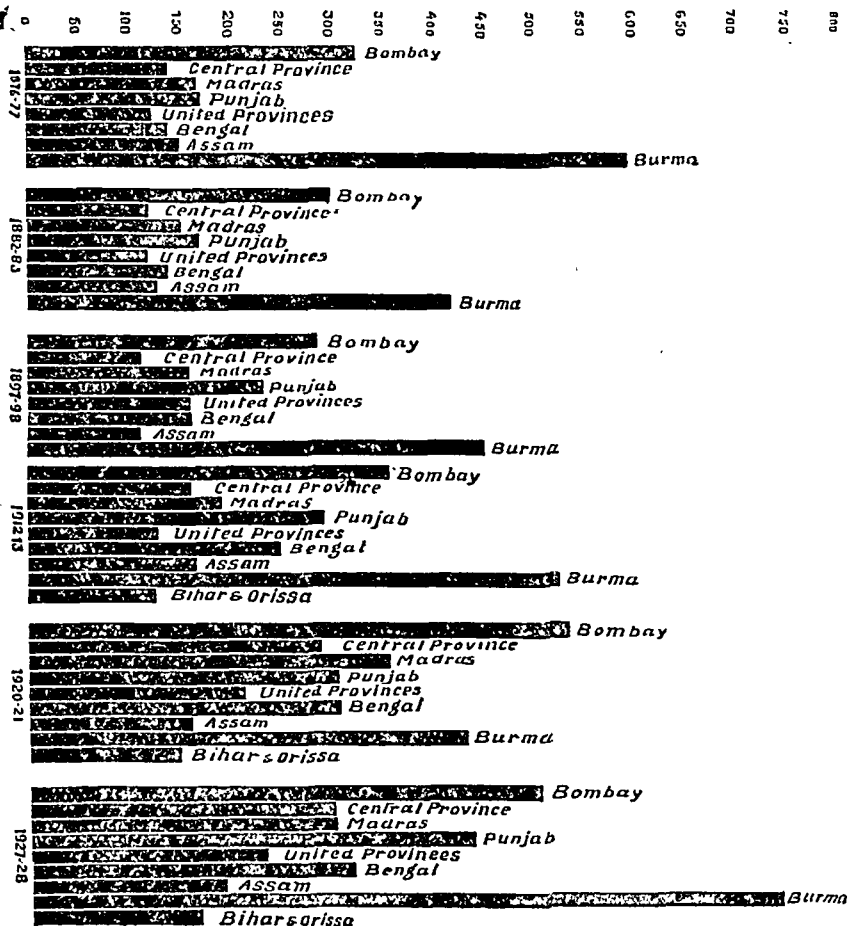 0 50 100 150 200 250 300 350 400 450 500 550 600 650 700 750 800
1876-77
Bombay
Central Province
Madras
Punjab
United Provinces
Bengal
Assam
Burma
1882-83
Bombay
Central Province
Madras
Punjab
United Provinces
Bengal
Assam
Burma
1897-98
Bombay
Central Province
Madras
Punjab
United Provinces
Bengal
Assam
Burma
1912 13
Bombay
Central Province
Madras
Punjab
United Provinces
Bengal
Assam
Burma
Bihar & Orissa
1920-21
Bombay
Central Province
Madras
Punjab
United Provinces
Bengal
Assam
Burma
Bihar & Orissa
1927-28
Bombay
Central Province
Madras
Punjab
United Provinees
Bengal
Assam
Burma
Bihar & Orissa